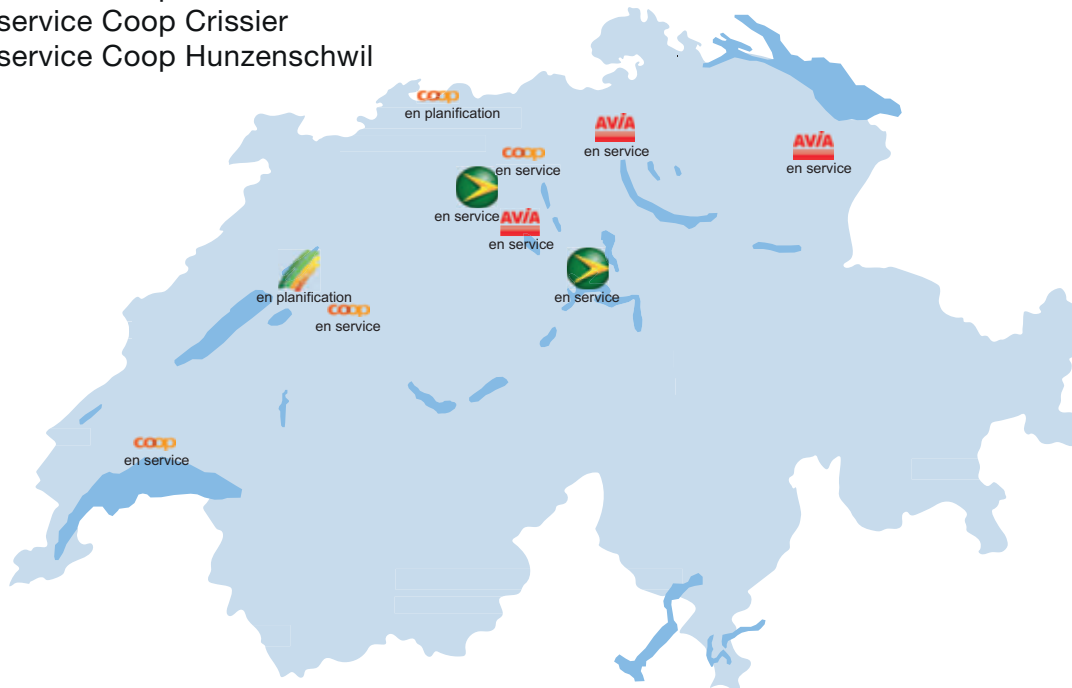 service Coop Crissier
service Coop Hunzenschwil
coop
en planification
AVIA
en service
AVIA
en service
coop
en service
en service
AVIA
en service
en service
en planification
coop
en service
coop
en service